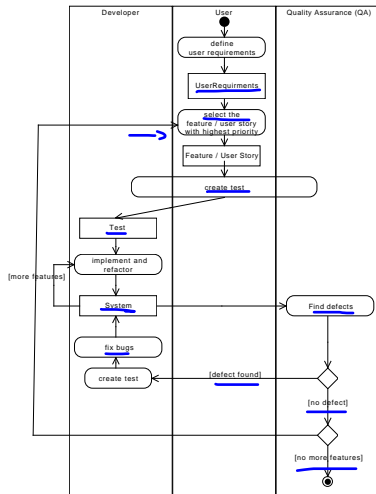 Developer
User
Quality Assurance (QA)
define
user requirements
UserRequirments
select the
feature / user story
with highest priority
Feature / User Story
create test
Test
implement and
refactor
[more features]
System
Find defects
fix bugs
[defect found]
create test
[no defect]
[no more features]